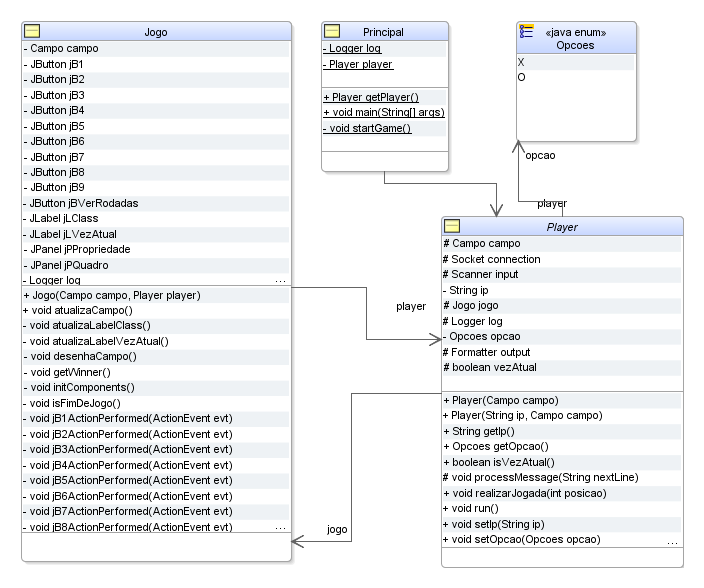 Jogo
- Campo campo
- JButton jB1
- JButton jB2
- JButton jB3
- JButton jB4
- JButton jB5
- JButton jB6
- JButton jB7
- JButton jB8
- JButton jB9
- JButton jBVerRodadas
- JLabel jLClass
- JLabel jLVezAtual
- JPanel jPPropriedade
- JPanel jPQuadro
- Logger log ...
+ Jogo(Campo campo, Player player)
+ void atualizaCampo()
- void atualizaLabelClass()
- void atualizaLabelVezAtual()
- void desenhaCampo()
- void getWinner()
- void initComponents()
- void isFimDeJogo()
- void jB1ActionPerformed(ActionEvent evt)
- void jB2ActionPerformed(ActionEvent evt)
- void jB3ActionPerformed(ActionEvent evt)
- void jB4ActionPerformed(ActionEvent evt)
- void jB5ActionPerformed(ActionEvent evt)
- void jB6ActionPerformed(ActionEvent evt)
- void jB7ActionPerformed(ActionEvent evt)
- void jB8ActionPerformed(ActionEvent evt) ...
Principal
- Logger log
- Player player
+ Player getPlayer()
+ void main(String[] args)
- void startGame()
«java enum»
Opcoes
X
O
opcao
player
player
jogo
Player
# Campo campo
# Socket connection
# Scanner input
- String ip
# Jogo jogo
# Logger log
- Opcoes opcao
# Formatter output
# boolean vezAtual
+ Player(Campo campo)
+ Player(String ip, Campo campo)
+ String getIp()
+ Opcoes getOpcao()
+ boolean isVezAtual()
# void processMessage(String nextLine)
+ void realizarJogada(int posicao)
+ void run()
+ void setIp(String ip)
+ void setOpcao(Opcoes opcao) ...